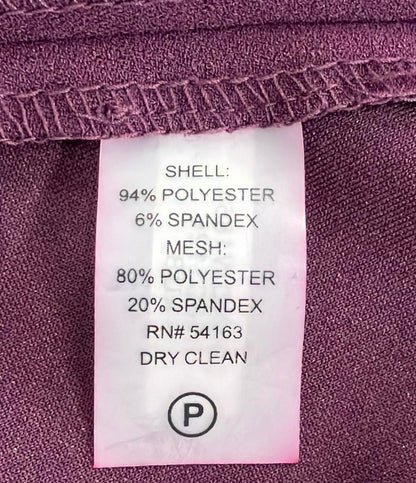 SHELL:
94% POLYESTER
6% SPANDEX
MESH:
80% POLYESTER
20% SPANDEX
RN# 54163
DRY CLEAN
P